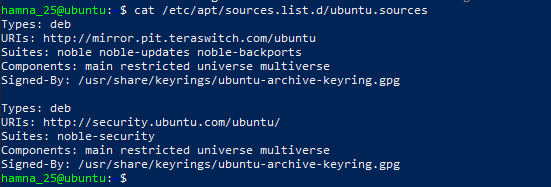 hamna_25@ubuntu: $ cat /etc/apt/sources.list.d/ubuntu.sources
Types: deb
URIs: http://mirror.pit.teraswitch.com/ubuntu
Suites: noble noble-updates noble-backports
Components: main restricted universe multiverse
Signed-By: /usr/share/keyrings/ubuntu-archive-keyring.gpg

Types: deb
URIs: http://security.ubuntu.com/ubuntu/
Suites: noble-security
Components: main restricted universe multiverse
Signed-By: /usr/share/keyrings/ubuntu-archive-keyring.gpg
hamna_25@ubuntu: $